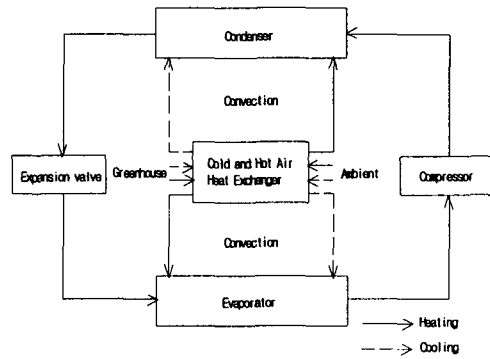 Condenser
Convection
Expansion valve
Greenhouse
Cold and Hot Air
Heat Exchanger
Ambient
Compressor
Convection
Evaporator
Heating
Cooling